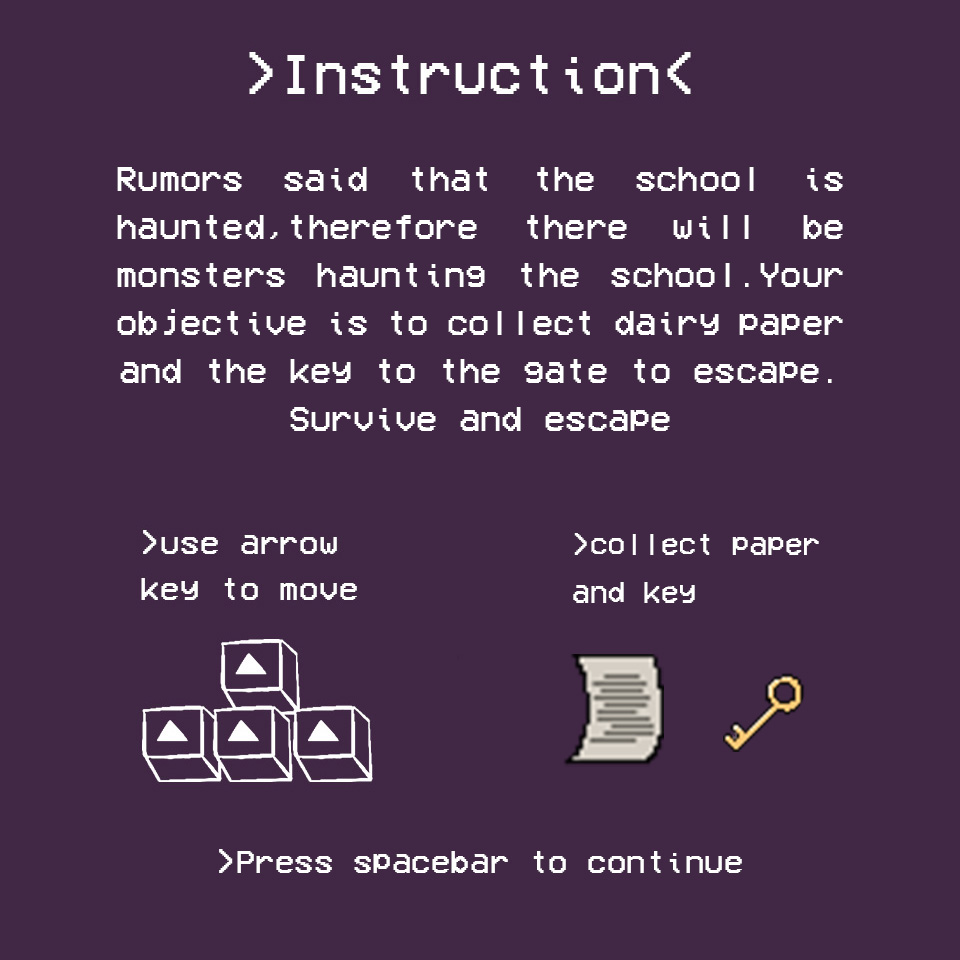 >Instruction<
Rumors said that the school is
haunted,therefore there will be
monsters haunting the school.Your
objective is to collect dairy paper
and the key to the gate to escape.
Survive and escape
>use arrow
key to move
>collect paper
and key
>Press spacebar to continue